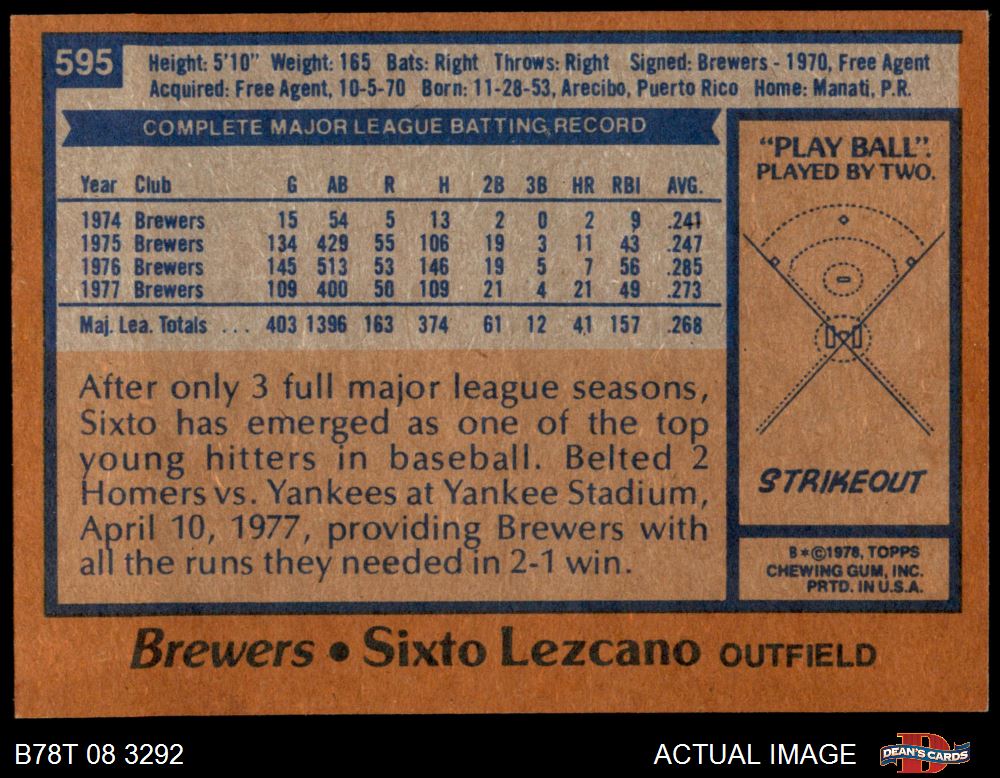 595
Height: 5'10" Weight: 165 Bats: Right Throws: Right Signed: Brewers - 1970, Free Agent
Acquired: Free Agent, 10-5-70 Born: 11-28-53, Arecibo, Puerto Rico Home: Manati, P.R.
COMPLETE MAJOR LEAGUE BATTING RECORD
Year Club G AB R H 2B 3B HR RBI AVG.
1974 Brewers 15 54 5 13 2 0 2 9 .241
1975 Brewers 134 429 55 106 19 3 11 43 .247
1976 Brewers 145 513 53 146 19 5 7 56 .285
1977 Brewers 109 400 50 109 21 4 21 49 .273
Maj. Lea. Totals ... 403 1396 163 374 61 12 41 157 .268
After only 3 full major league seasons,
Sixto has emerged as one of the top
young hitters in baseball. Belted 2
Homers vs. Yankees at Yankee Stadium,
April 10, 1977, providing Brewers with
all the runs they needed in 2-1 win.
"PLAY BALL".
PLAYED BY TWO.
STRIKEOUT
B*©1978, TOPPS
CHEWING GUM, INC.
PRTD. IN U.S.A.
Brewers • Sixto Lezcano OUTFIELD
B78T 08 3292
ACTUAL IMAGE
DEAN'S CARDS